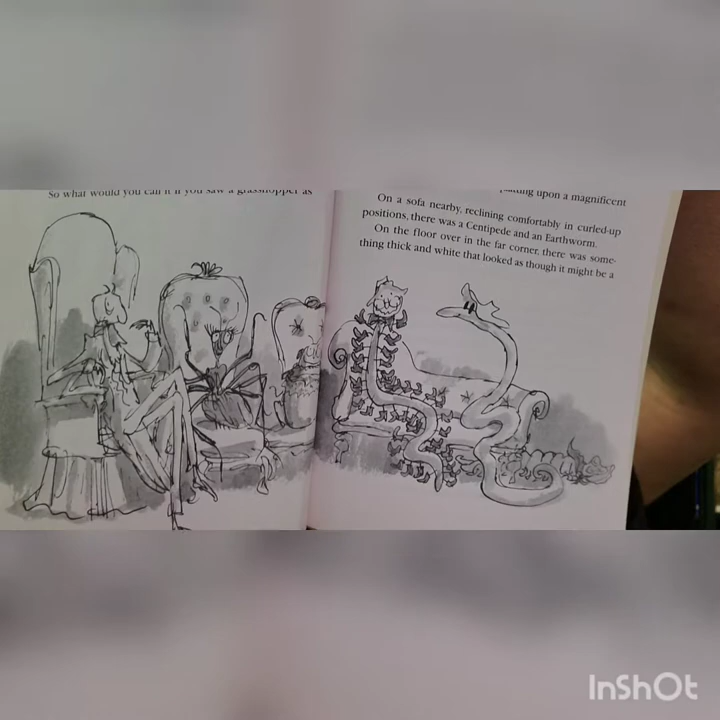 So what would you call it if you saw a grasshopper as
upon a magnificent
On a sofa nearby, reclining comfortably in curled-up
positions, there was a Centipede and an Earthworm.
On the floor over in the far corner, there was some-
thing thick and white that looked as though it might be a
InShOt